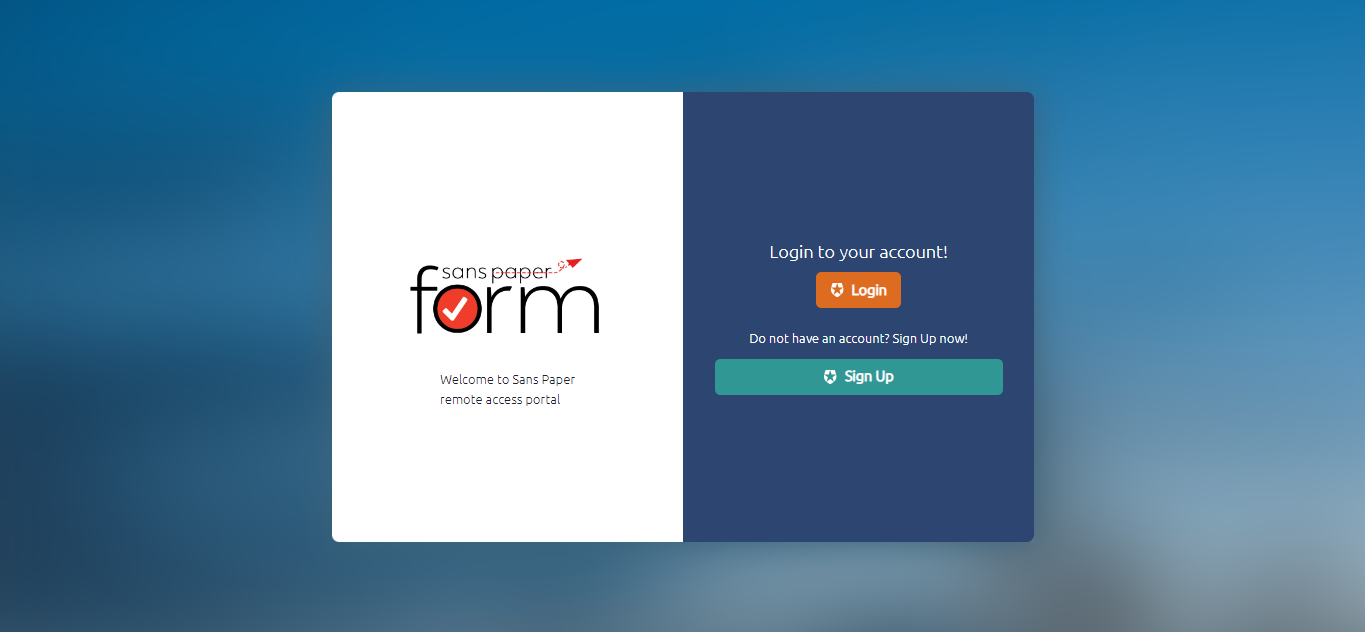 sans paper
form
Welcome to Sans Paper
remote access portal
Login to your account!
Login
Do not have an account? Sign Up now!
Sign Up